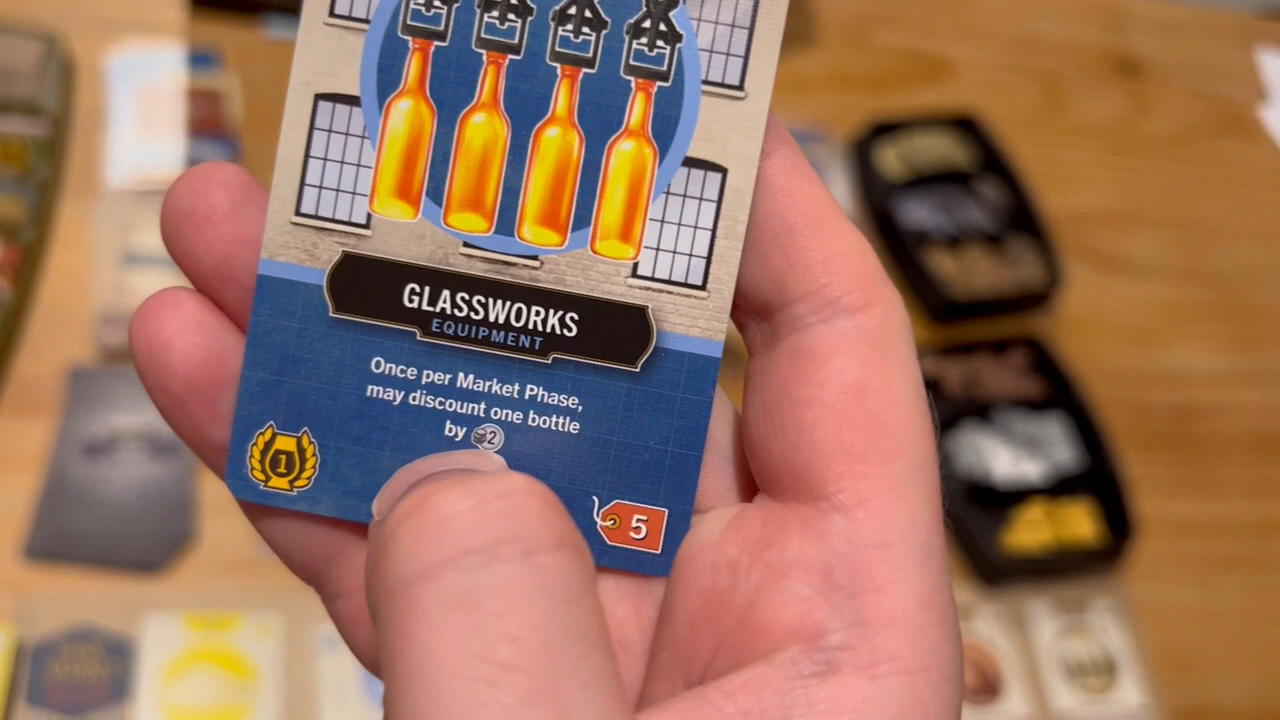 GLASSWORKS
EQUIPMENT
Once per Market Phase,
may discount one bottle
by 2
1
5